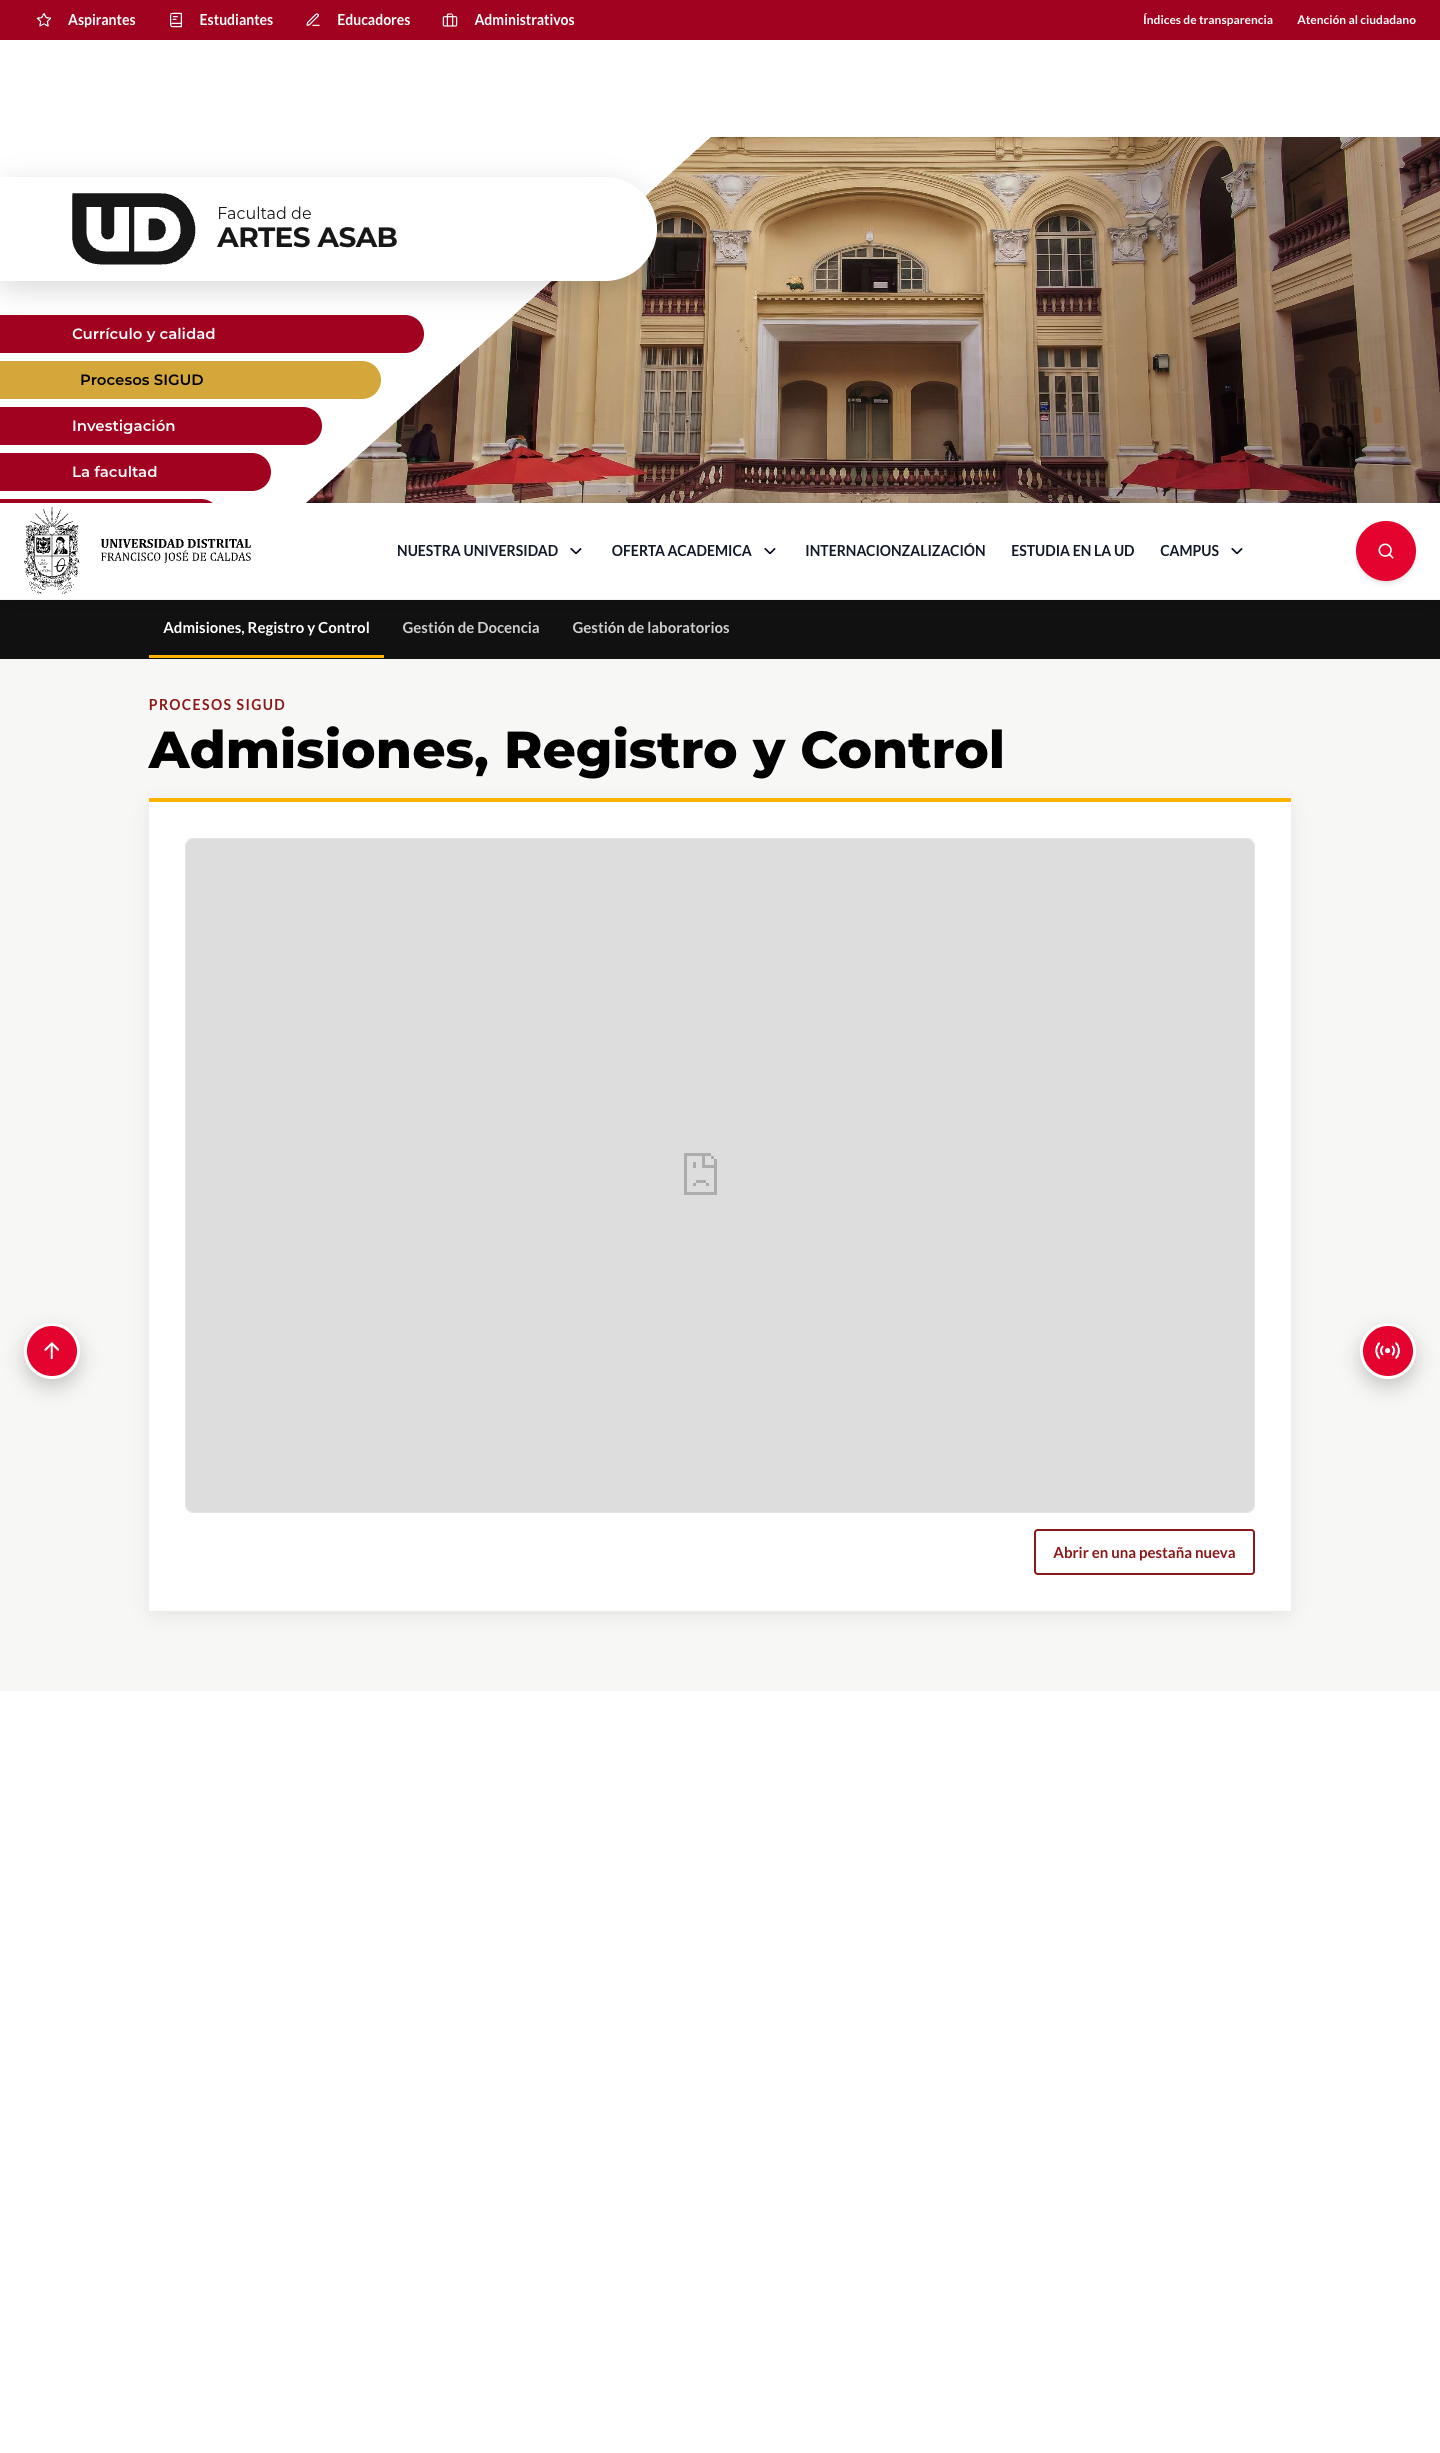 Aspirantes
Estudiantes
Educadores
Administrativos
Índices de transparencia
Atención al ciudadano
UD
Facultad de
ARTES ASAB
Currículo y calidad
Procesos SIGUD
Investigación
La facultad
UNIVERSIDAD DISTRITAL
FRANCISCO JOSÉ DE CALDAS
NUESTRA UNIVERSIDAD
OFERTA ACADEMICA
INTERNACIONZALIZACIÓN
ESTUDIA EN LA UD
CAMPUS
Admisiones, Registro y Control
Gestión de Docencia
Gestión de laboratorios
PROCESOS SIGUD
Admisiones, Registro y Control
Abrir en una pestaña nueva